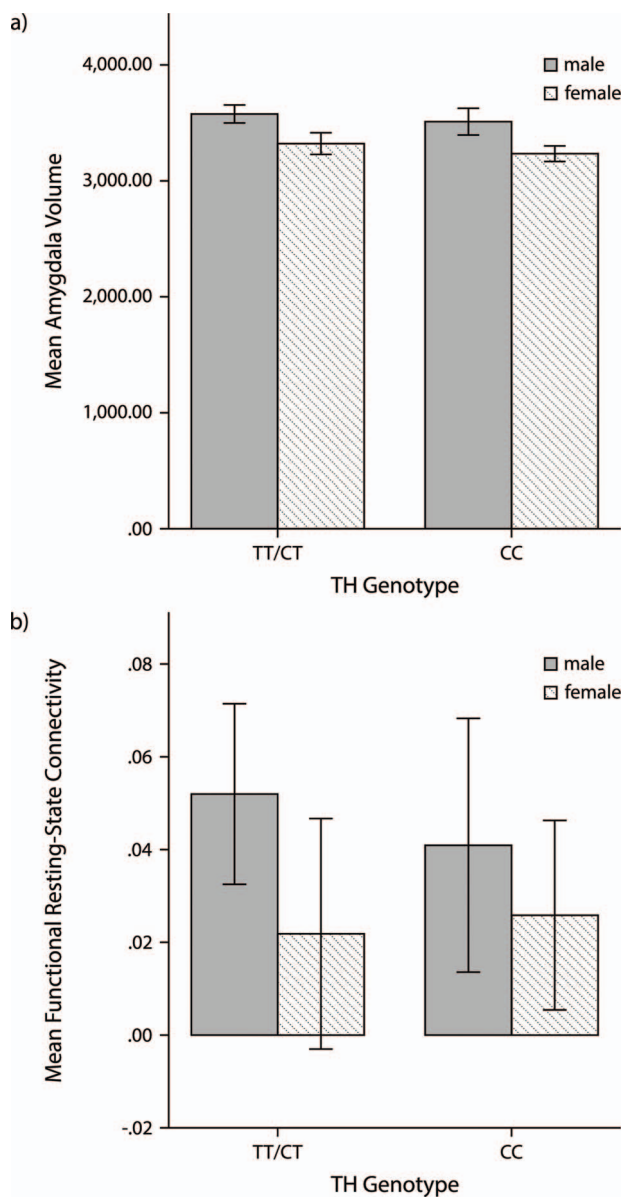 a)
4,000.00
3,000.00
2,000.00
1,000.00
.00
Mean Amygdala Volume
male
female
TT/CT
CC
TH Genotype
b)
.08
.06
.04
.02
.00
-.02
Mean Functional Resting-State Connectivity
male
female
TT/CT
CC
TH Genotype